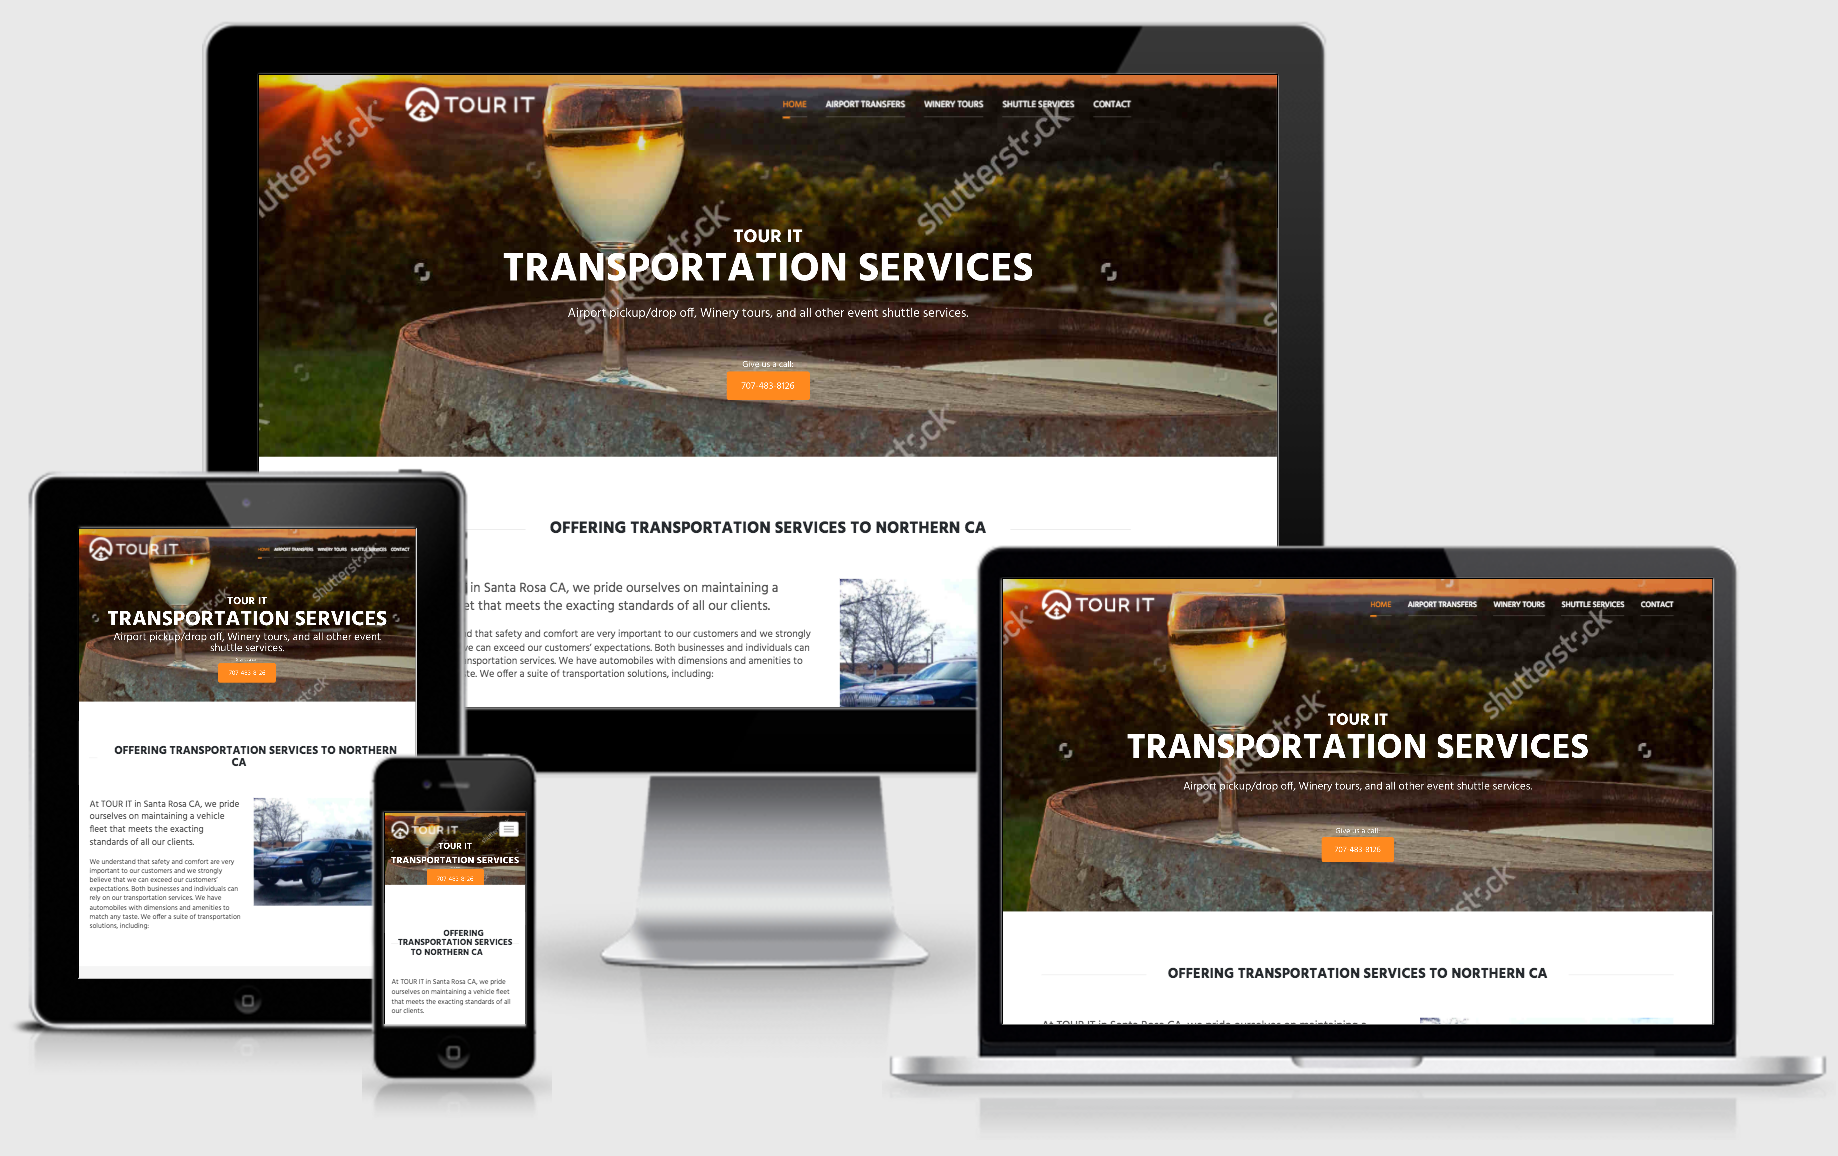 TOUR IT
HOME AIRPORT TRANSFERS WINERY TOURS SHUTTLE SERVICES CONTACT
shutterstock
shutterstock
shutterstock
TOUR IT
TRANSPORTATION SERVICES
Airport pickup/drop off, Winery tours, and all other event shuttle services.
Give us a call:
707-483-8126
OFFERING TRANSPORTATION SERVICES TO NORTHERN CA
in Santa Rosa CA, we pride ourselves on maintaining a
et that meets the exacting standards of all our clients.
d that safety and comfort are very important to our customers and we strongly
ve can exceed our customers' expectations. Both businesses and individuals can
nsportation services. We have automobiles with dimensions and amenities to
te. We offer a suite of transportation solutions, including:
TOUR IT
HOME AIRPORT TRANSFERS WINERY TOURS SHUTTLE SERVICES CONTACT
shutterstock
TOUR IT
TRANSPORTATION SERVICES
Airport pickup/drop off, Winery tours, and all other event
shuttle services.
707-483-8126
OFFERING TRANSPORTATION SERVICES TO NORTHERN
CA
At TOUR IT in Santa Rosa CA, we pride
ourselves on maintaining a vehicle
fleet that meets the exacting
standards of all our clients.
We understand that safety and comfort are very
important to our customers and we strongly
believe that we can exceed our customers'
expectations. Both businesses and individuals can
rely on our transportation services. We have
automobiles with dimensions and amenities to
match any taste. We offer a suite of transportation
solutions, including:
TOUR IT
TOUR IT
TRANSPORTATION SERVICES
707-483-8126
OFFERING
TRANSPORTATION SERVICES
TO NORTHERN CA
At TOUR IT in Santa Rosa CA, we pride
ourselves on maintaining a vehicle fleet
that meets the exacting standards of all
our clients.
TOUR IT
HOME AIRPORT TRANSFERS WINERY TOURS SHUTTLE SERVICES CONTACT
shutterstock
shutterstock
TOUR IT
TRANSPORTATION SERVICES
Airport pickup/drop off, Winery tours, and all other event shuttle services.
Give us a call:
707-483-8126
OFFERING TRANSPORTATION SERVICES TO NORTHERN CA
At TOUR IT in Santa Rosa CA, we pride ourselves on maintaining a